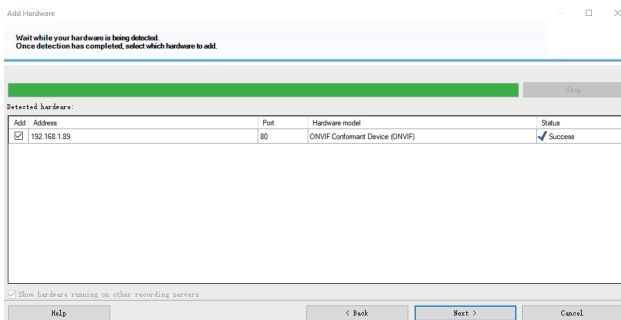 Add Hardware
Wait while your hardware is being detected.
Once detection has completed, select which hardware to add.
Stop
Detected hardware:
Add Address Port Hardware model Status
192.168.1.89 80 ONVIF Conformant Device (ONVIF) Success
Show hardware running on other recording servers
Help < Back Next > Cancel